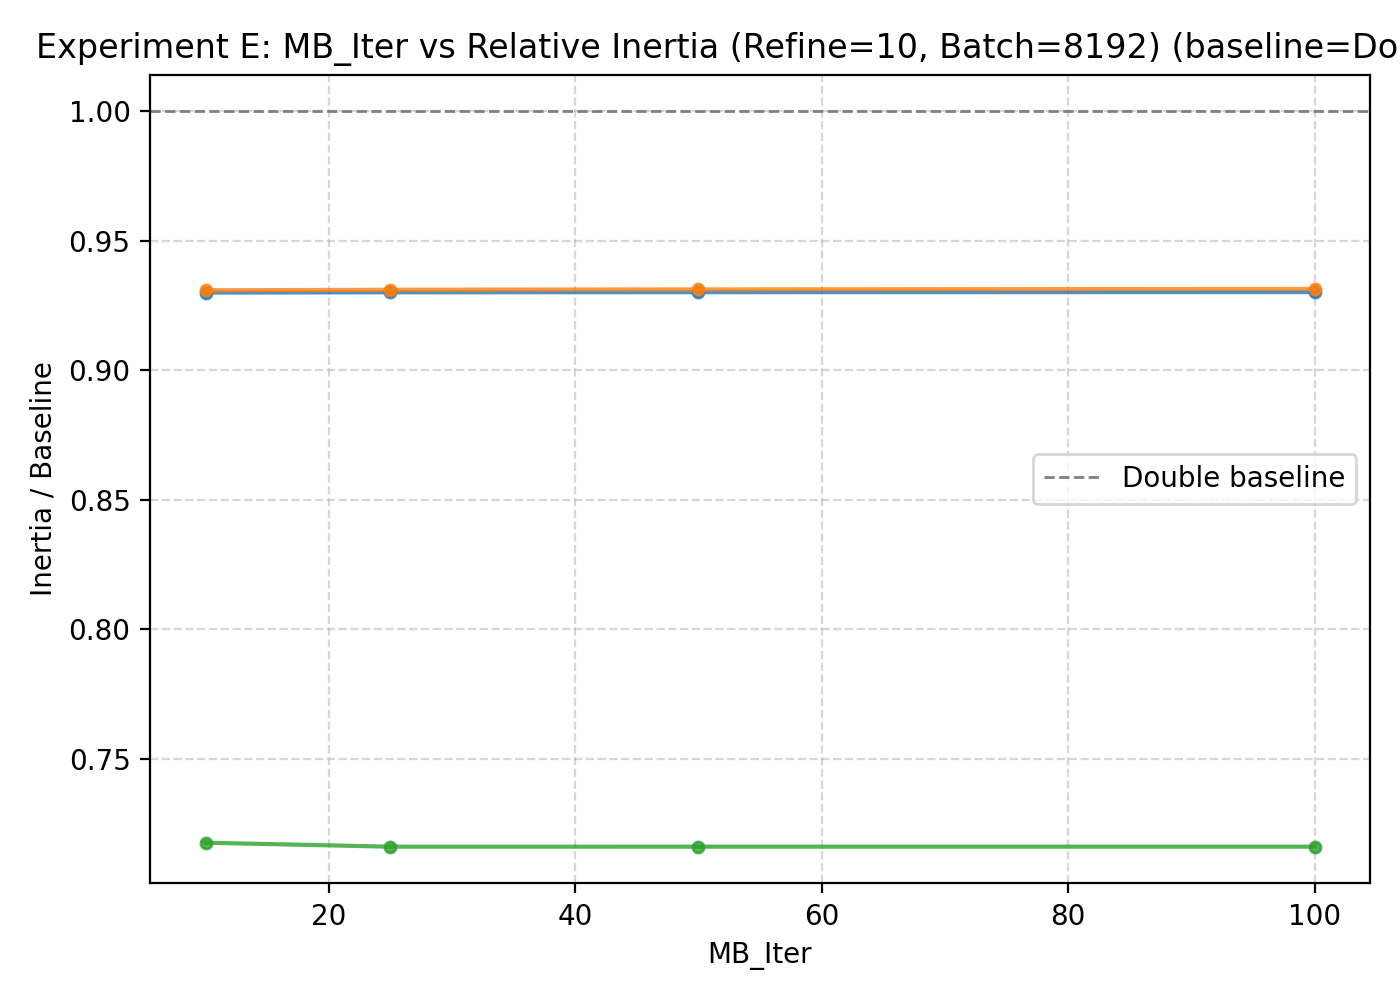 Experiment E: MB_Iter vs Relative Inertia (Refine=10, Batch=8192) (baseline=Do
1.00
0.95
0.90
0.85
0.80
0.75
Inertia / Baseline
Double baseline
20 40 60 80 100
MB_Iter